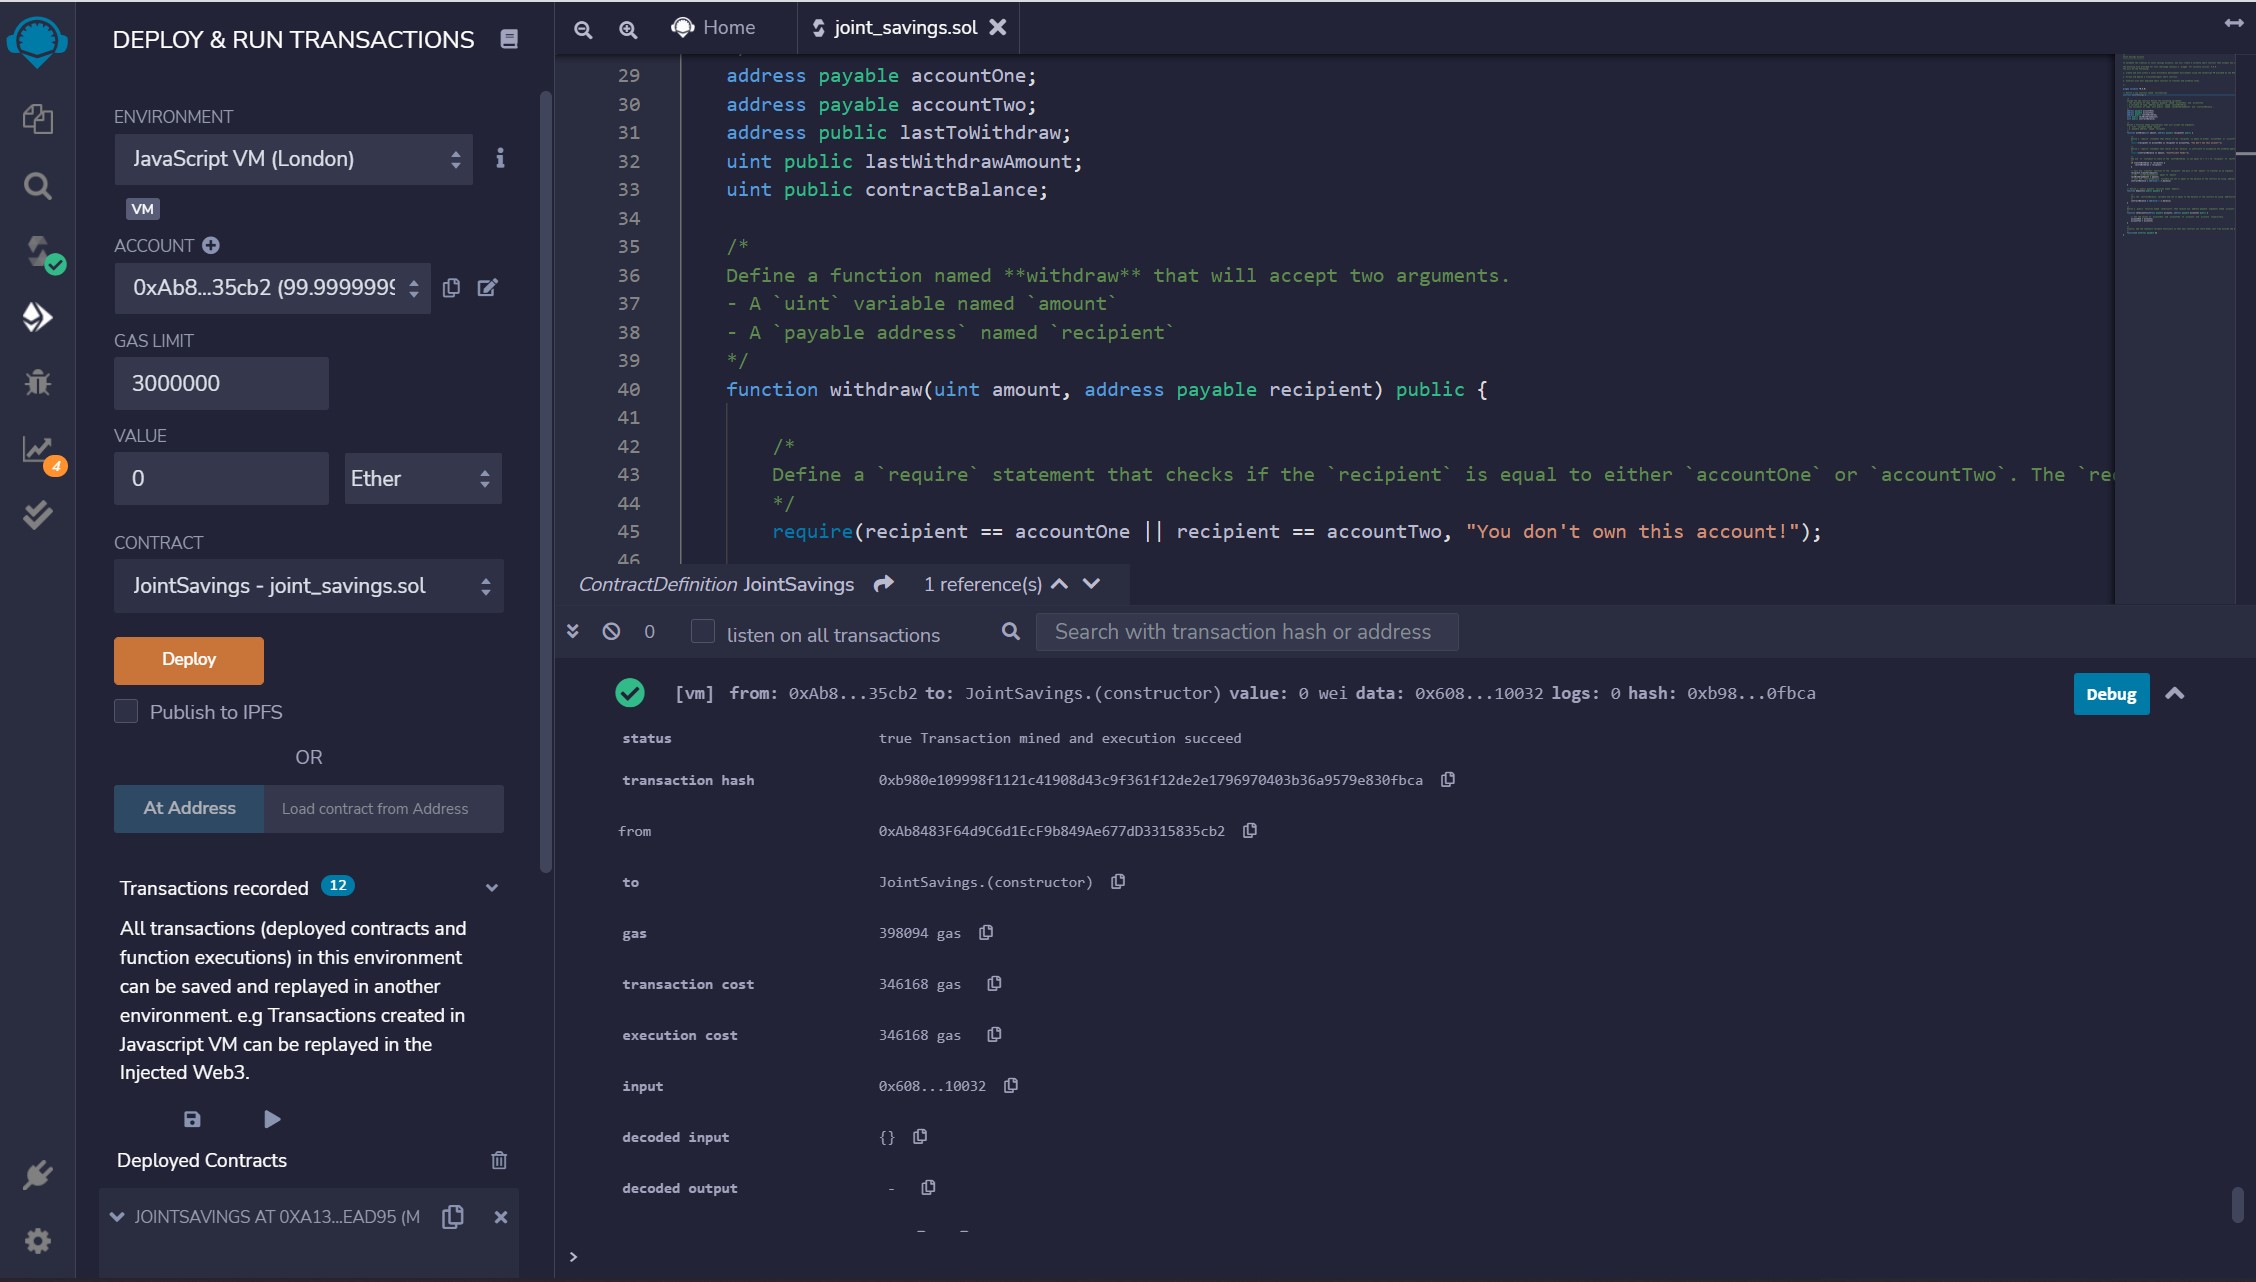 DEPLOY & RUN TRANSACTIONS
ENVIRONMENT
JavaScript VM (London)
VM
ACCOUNT
0xAb8...35cb2 (99.9999999
GAS LIMIT
3000000
VALUE
0
Ether
CONTRACT
JointSavings - joint_savings.sol
Deploy
Publish to IPFS
OR
At Address
Load contract from Address
Transactions recorded 12
All transactions (deployed contracts and
function executions) in this environment
can be saved and replayed in another
environment. e.g Transactions created in
Javascript VM can be replayed in the
Injected Web3.
Deployed Contracts
JOINTSAVINGS AT 0XA13...EAD95 (M
4
Home
joint_savings.sol
29 address payable accountOne;
30 address payable accountTwo;
31 address public lastToWithdraw;
32 uint public lastWithdrawAmount;
33 uint public contractBalance;
34
35 /*
36 Define a function named **withdraw** that will accept two arguments.
37 - A `uint` variable named `amount`
38 - A `payable address` named `recipient`
39 */
40 function withdraw(uint amount, address payable recipient) public {
41
42 /*
43 Define a `require` statement that checks if the `recipient` is equal to either `accountOne` or `accountTwo`. The `re
44 */
45 require(recipient == accountOne || recipient == accountTwo, "You don't own this account!");
46
ContractDefinition JointSavings 1 reference(s)
0 listen on all transactions
Search with transaction hash or address
[vm] from: 0xAb8...35cb2 to: JointSavings.(constructor) value: 0 wei data: 0x608...10032 logs: 0 hash: 0xb98...0fbca
Debug
status true Transaction mined and execution succeed
transaction hash 0xb980e109998f1121c41908d43c9f361f12de2e1796970403b36a9579e830fbca
from 0xAb8483F64d9C6d1EcF9b849Ae677dD3315835cb2
to JointSavings.(constructor)
gas 398094 gas
transaction cost 346168 gas
execution cost 346168 gas
input 0x608...10032
decoded input {}
decoded output -
>